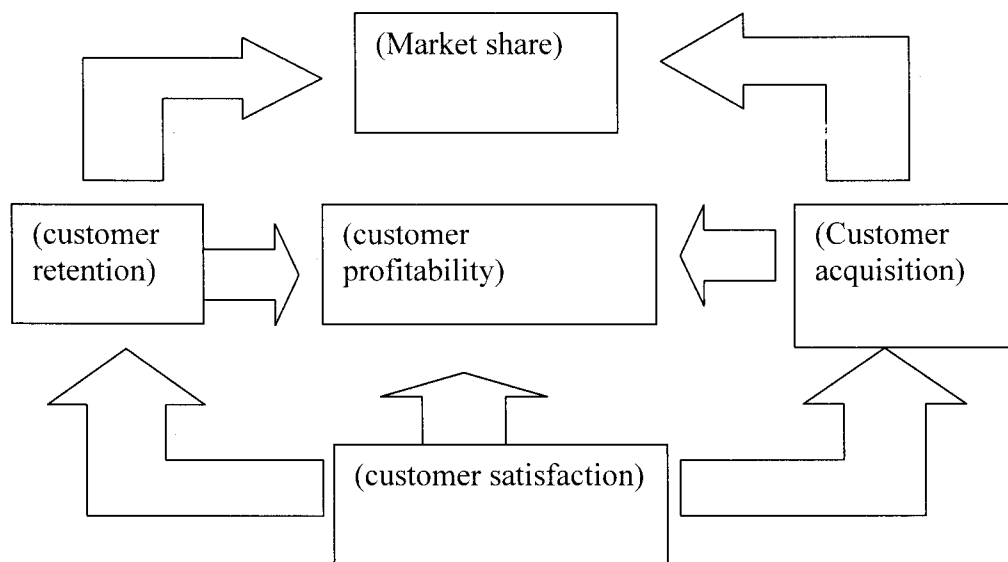 (Market share)
(customer
retention)
(customer
profitability)
(Customer
acquisition)
(customer satisfaction)